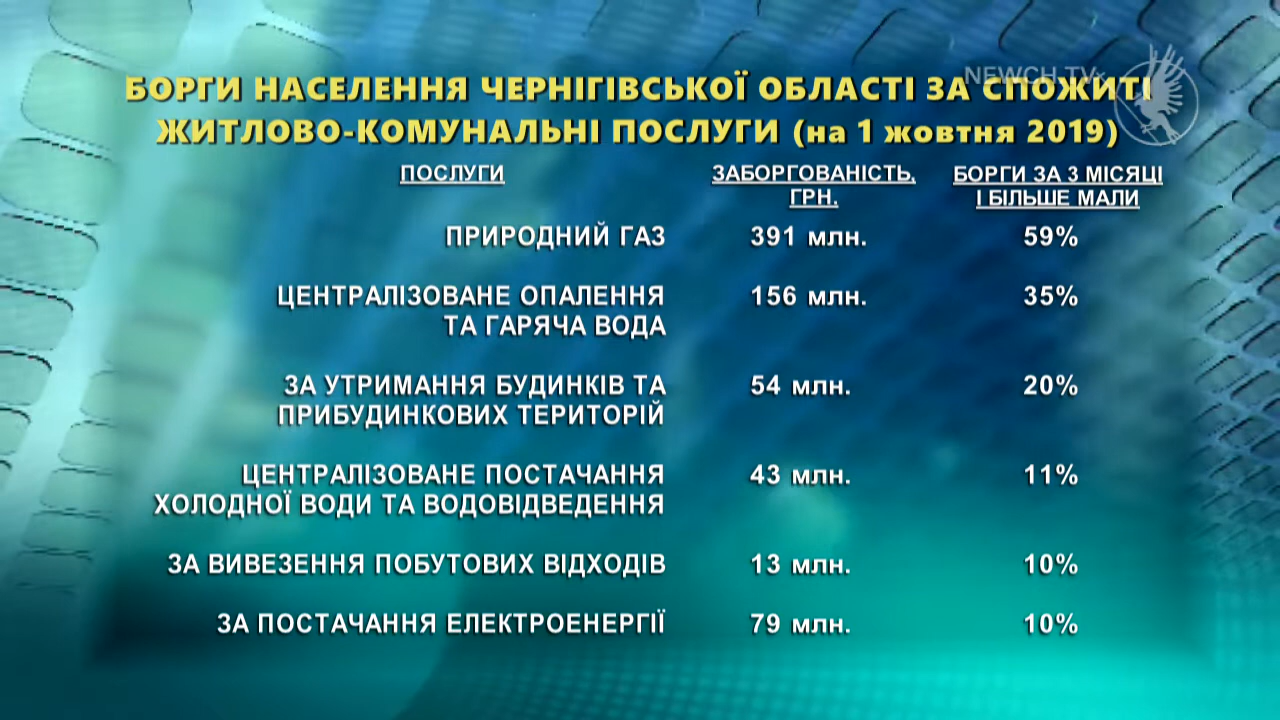 NEWCH.TV
БОРГИ НАСЕЛЕННЯ ЧЕРНІГІВСЬКОЇ ОБЛАСТІ ЗА СПОЖИТІ
ЖИТЛОВО-КОМУНАЛЬНІ ПОСЛУГИ (на 1 жовтня 2019)
ПОСЛУГИ ЗАБОРГОВАНІСТЬ, ГРН. БОРГИ ЗА 3 МІСЯЦІ І БІЛЬШЕ МАЛИ
ПРИРОДНИЙ ГАЗ 391 млн. 59%
ЦЕНТРАЛІЗОВАНЕ ОПАЛЕННЯ 156 млн. 35%
ТА ГАРЯЧА ВОДА
ЗА УТРИМАННЯ БУДИНКІВ ТА 54 млн. 20%
ПРИБУДИНКОВИХ ТЕРИТОРІЙ
ЦЕНТРАЛІЗОВАНЕ ПОСТАЧАННЯ 43 млн. 11%
ХОЛОДНОЇ ВОДИ ТА ВОДОВІДВЕДЕННЯ
ЗА ВИВЕЗЕННЯ ПОБУТОВИХ ВІДХОДІВ 13 млн. 10%
ЗА ПОСТАЧАННЯ ЕЛЕКТРОЕНЕРГІЇ 79 млн. 10%